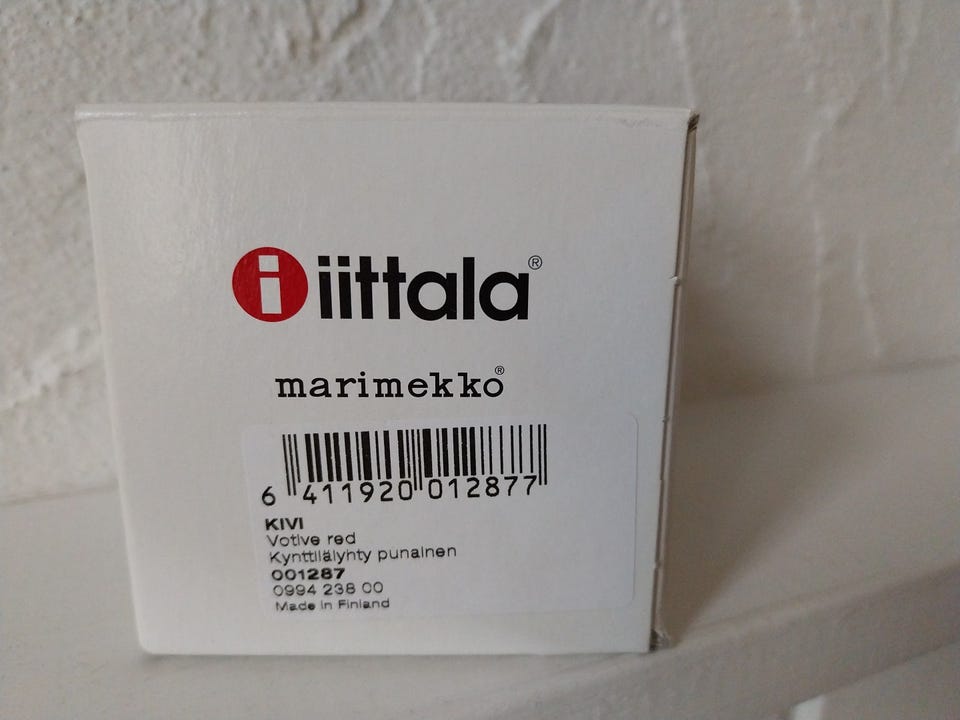 i iittala®
marimekko®
6 411920 012877
KIVI
Votive red
Kynttilälyhty punainen
001287
0994 238 00
Made in Finland